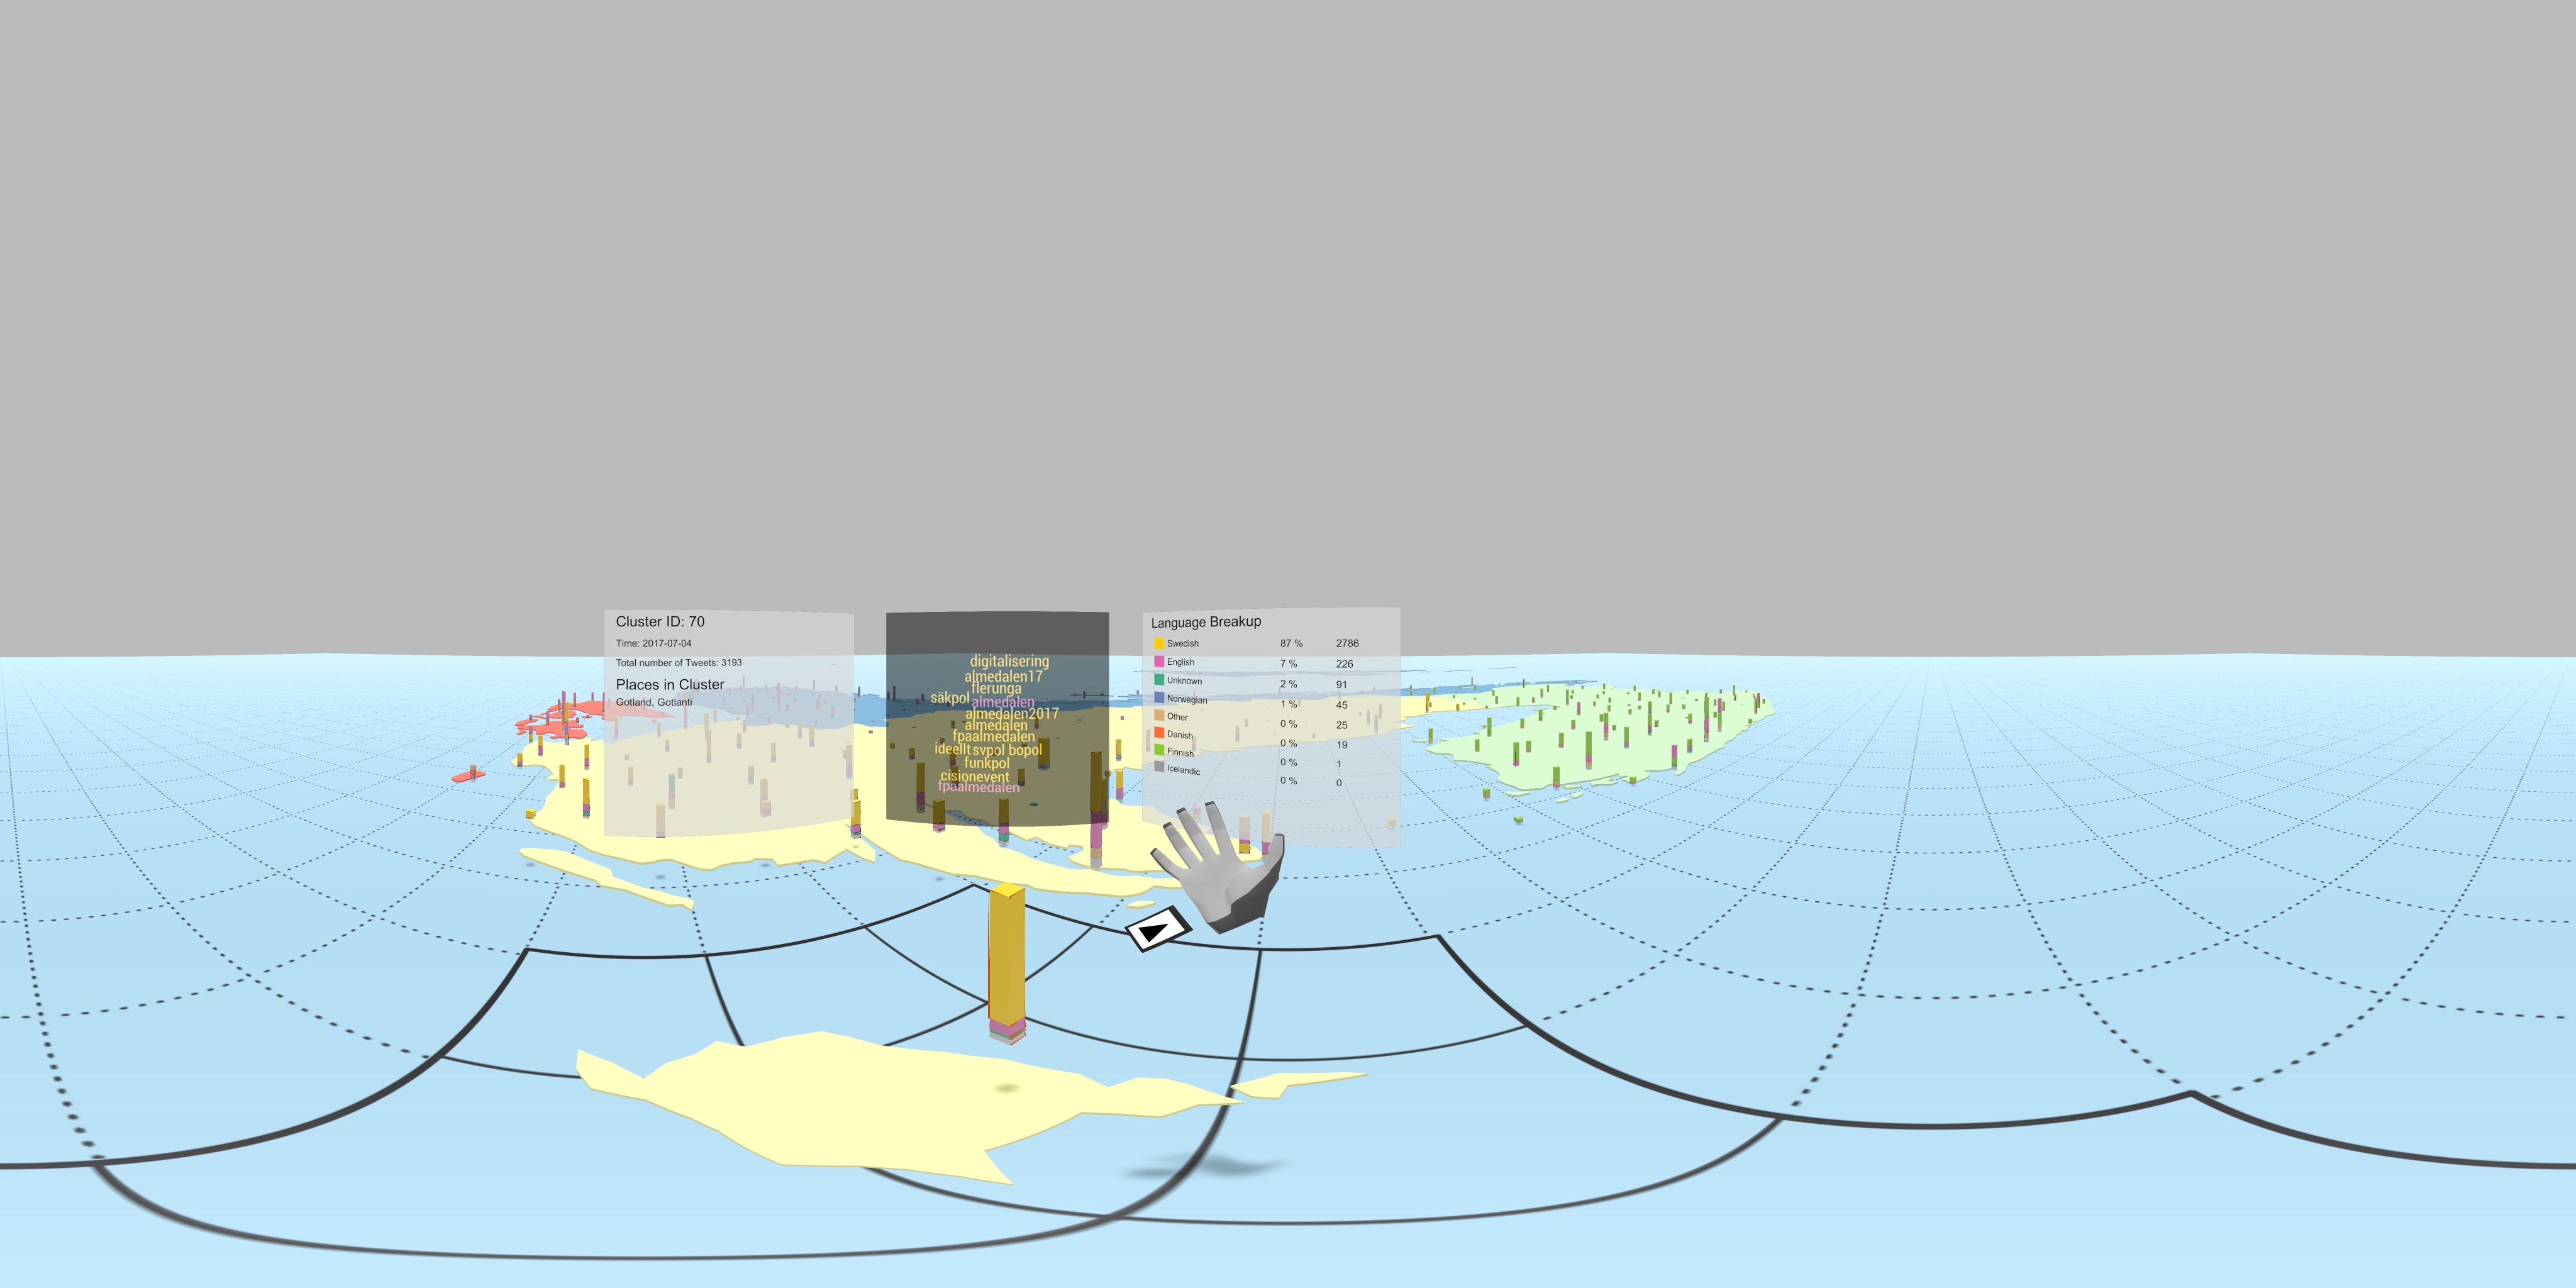 Cluster ID: 70
Time: 2017-07-04
Total number of Tweets: 3193
Places in Cluster
Gotland, Gotlanti
digitalisering
almedalen17
flerunga
säkpol almedalen
almedalen2017
almedalen
fpaalmedalen
ideellt svpol bopol
funkpol
cisionevent
fpaalmedalen
Language Breakup
Swedish 87 % 2786
English 7 % 226
Unknown 2 % 91
Norwegian 1 % 45
Other 0 % 25
Danish 0 % 19
Finnish 0 % 1
Icelandic 0 % 0